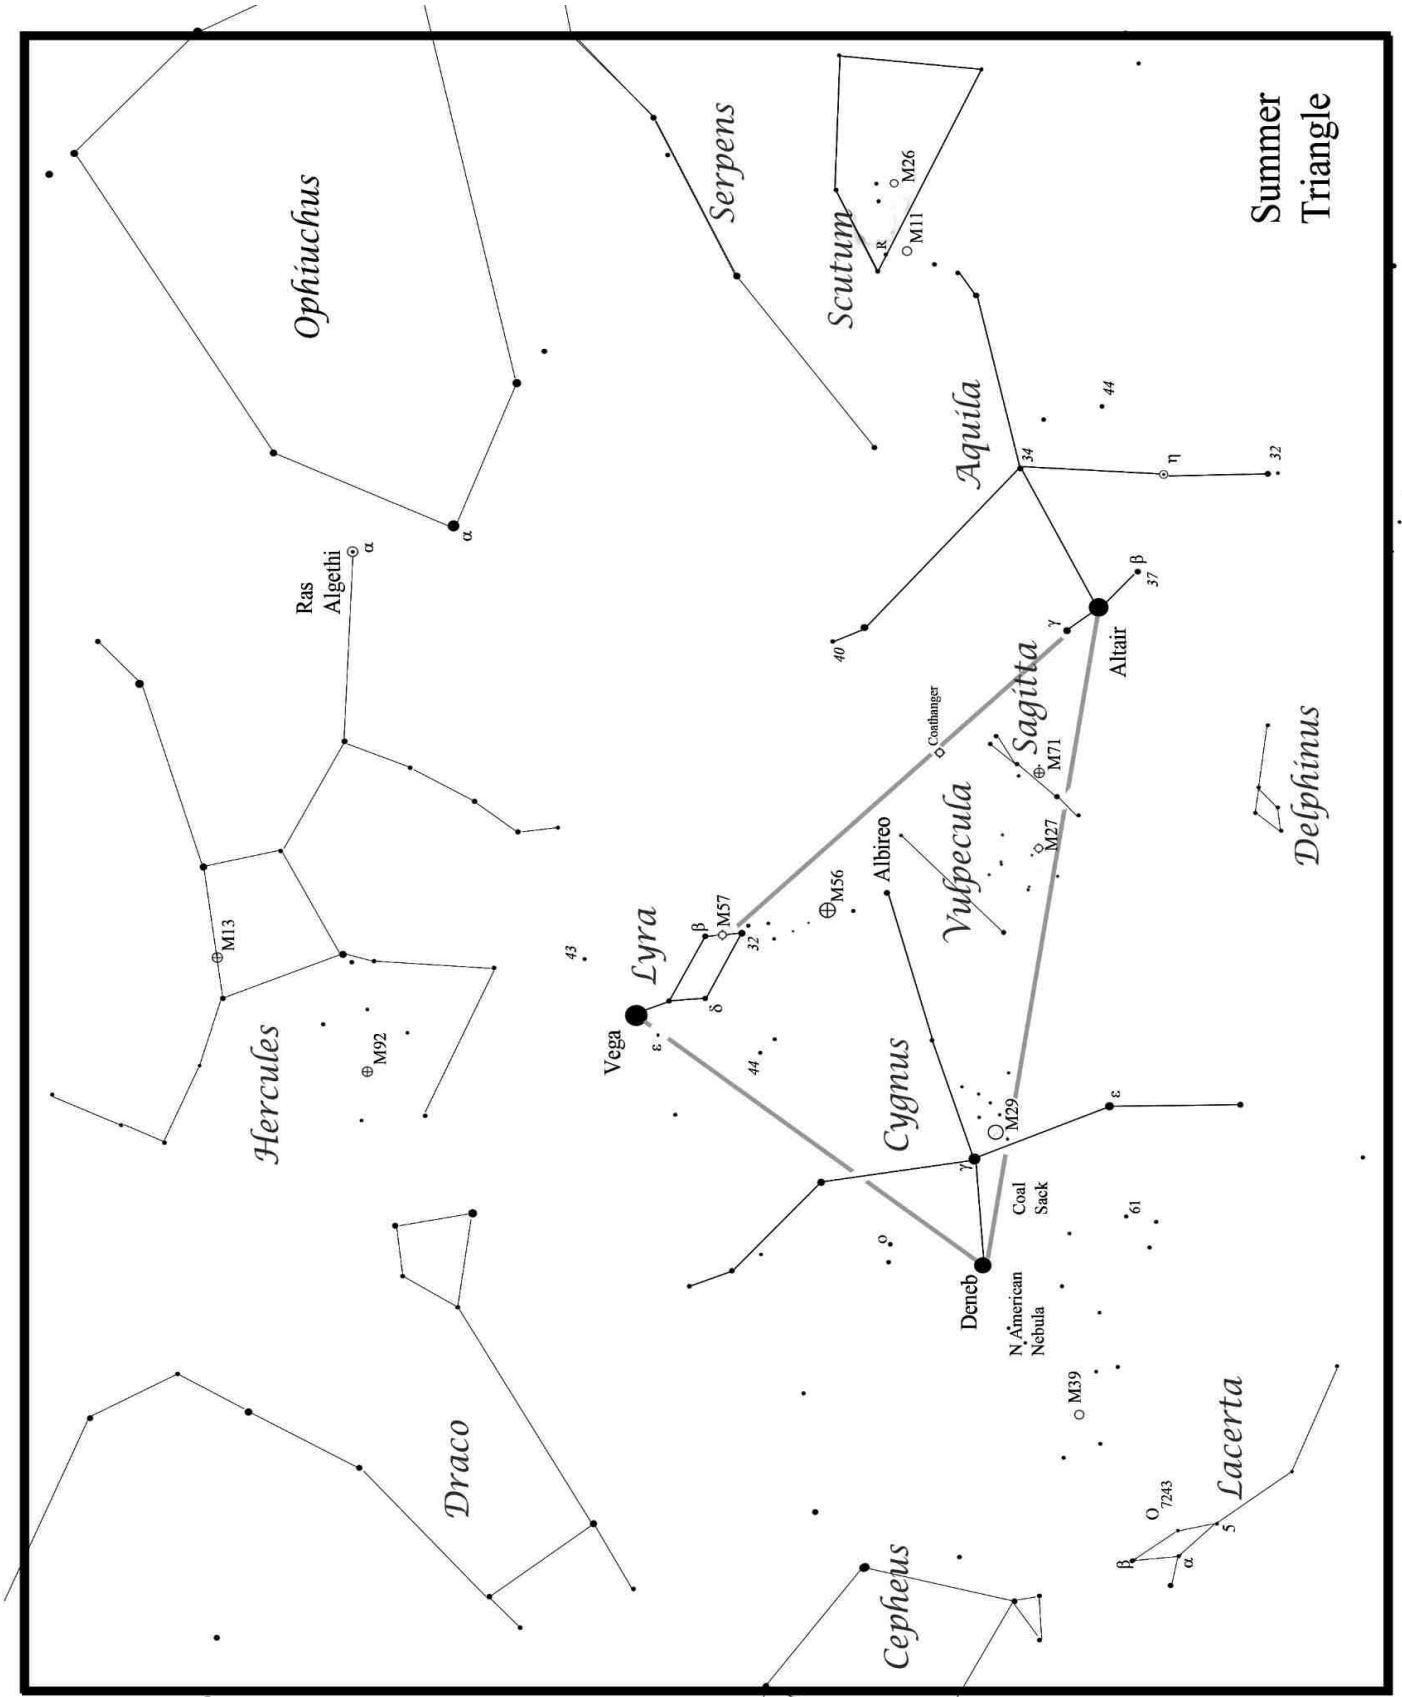 Summer
Triangle
Ophiuchus
α
Serpens
Scutum
R
M26
M11
Aquila
34
44
η
32
40
γ
β
37
Altair
Ras
Algethi
α
Hercules
M13
M92
43
Lyra
Vega
ε
β
M57
32
δ
44
M56
Coathanger
Sagitta
M71
Vulpecula
M27
Albireo
Delphinus
Cygnus
M29
γ
ε
Coal
Sack
61
ο
Deneb
N American
Nebula
M39
Draco
Cepheus
Lacerta
7243
β
α
5